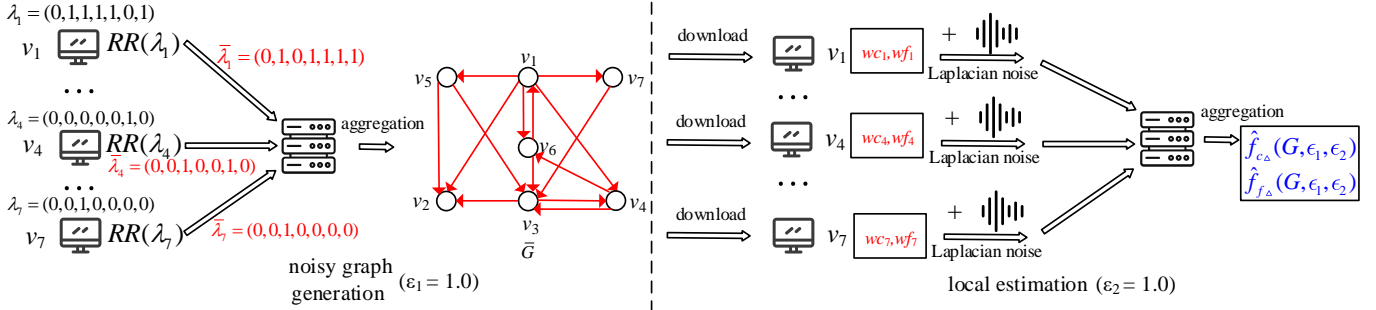 λ₁ = (0,1,1,1,1,0,1)
v₁ RR(λ₁)
λ̄₁ = (0,1,0,1,1,1,1)
...
λ₄ = (0,0,0,0,0,1,0)
v₄ RR(λ₄)
λ̄₄ = (0,0,1,0,0,1,0)
...
λ₇ = (0,0,1,0,0,0,0)
v₇ RR(λ₇)
λ̄₇ = (0,0,1,0,0,0,0)
aggregation
v₅ v₁ v₇
v₆
v₂ v₃ v₄
Ḡ
noisy graph
generation (ε₁ = 1.0)
download v₁ wc₁,wf₁ +
Laplacian noise
...
download v₄ wc₄,wf₄ +
Laplacian noise
...
download v₇ wc₇,wf₇ +
Laplacian noise
aggregation
f̂_{c△}(G,ϵ₁,ϵ₂)
f̂_{f△}(G,ϵ₁,ϵ₂)
local estimation (ε₂ = 1.0)